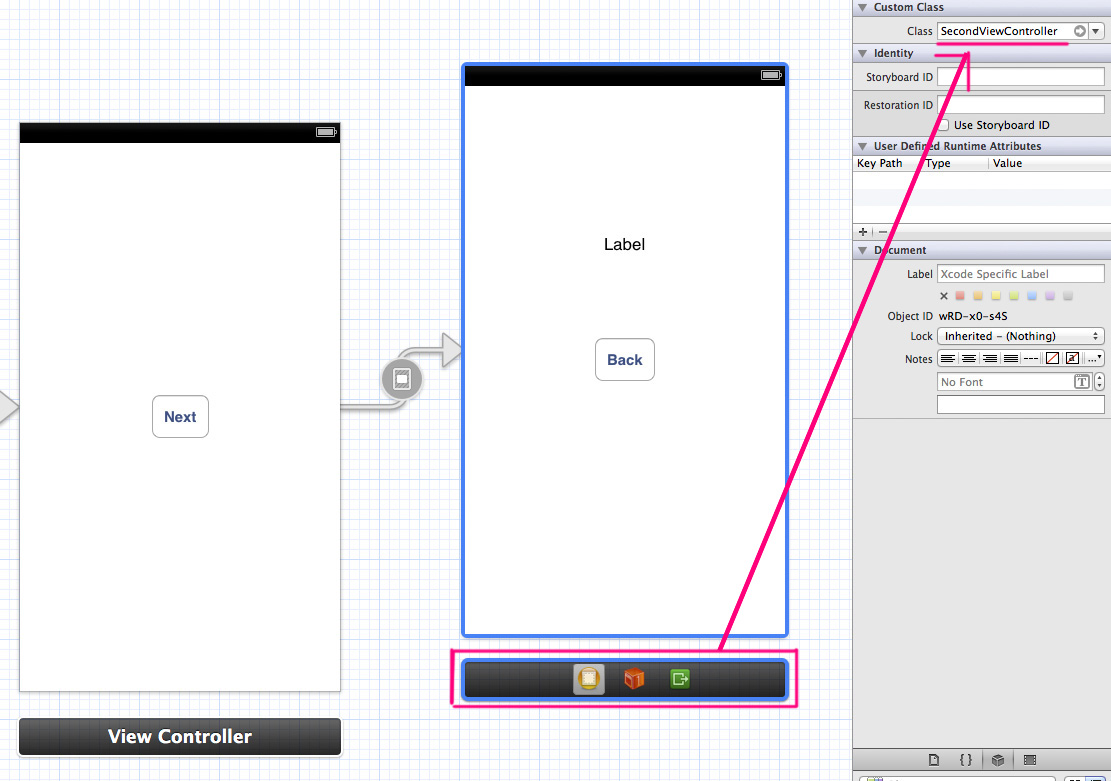 Label
Back
Next
View Controller
Custom Class
Class SecondViewController
Identity
Storyboard ID
Restoration ID
Use Storyboard ID
User Defined Runtime Attributes
Key Path Type Value
+ −
Document
Label Xcode Specific Label
Object ID wRD-x0-s4S
Lock Inherited - (Nothing)
Notes
No Font T
{ }